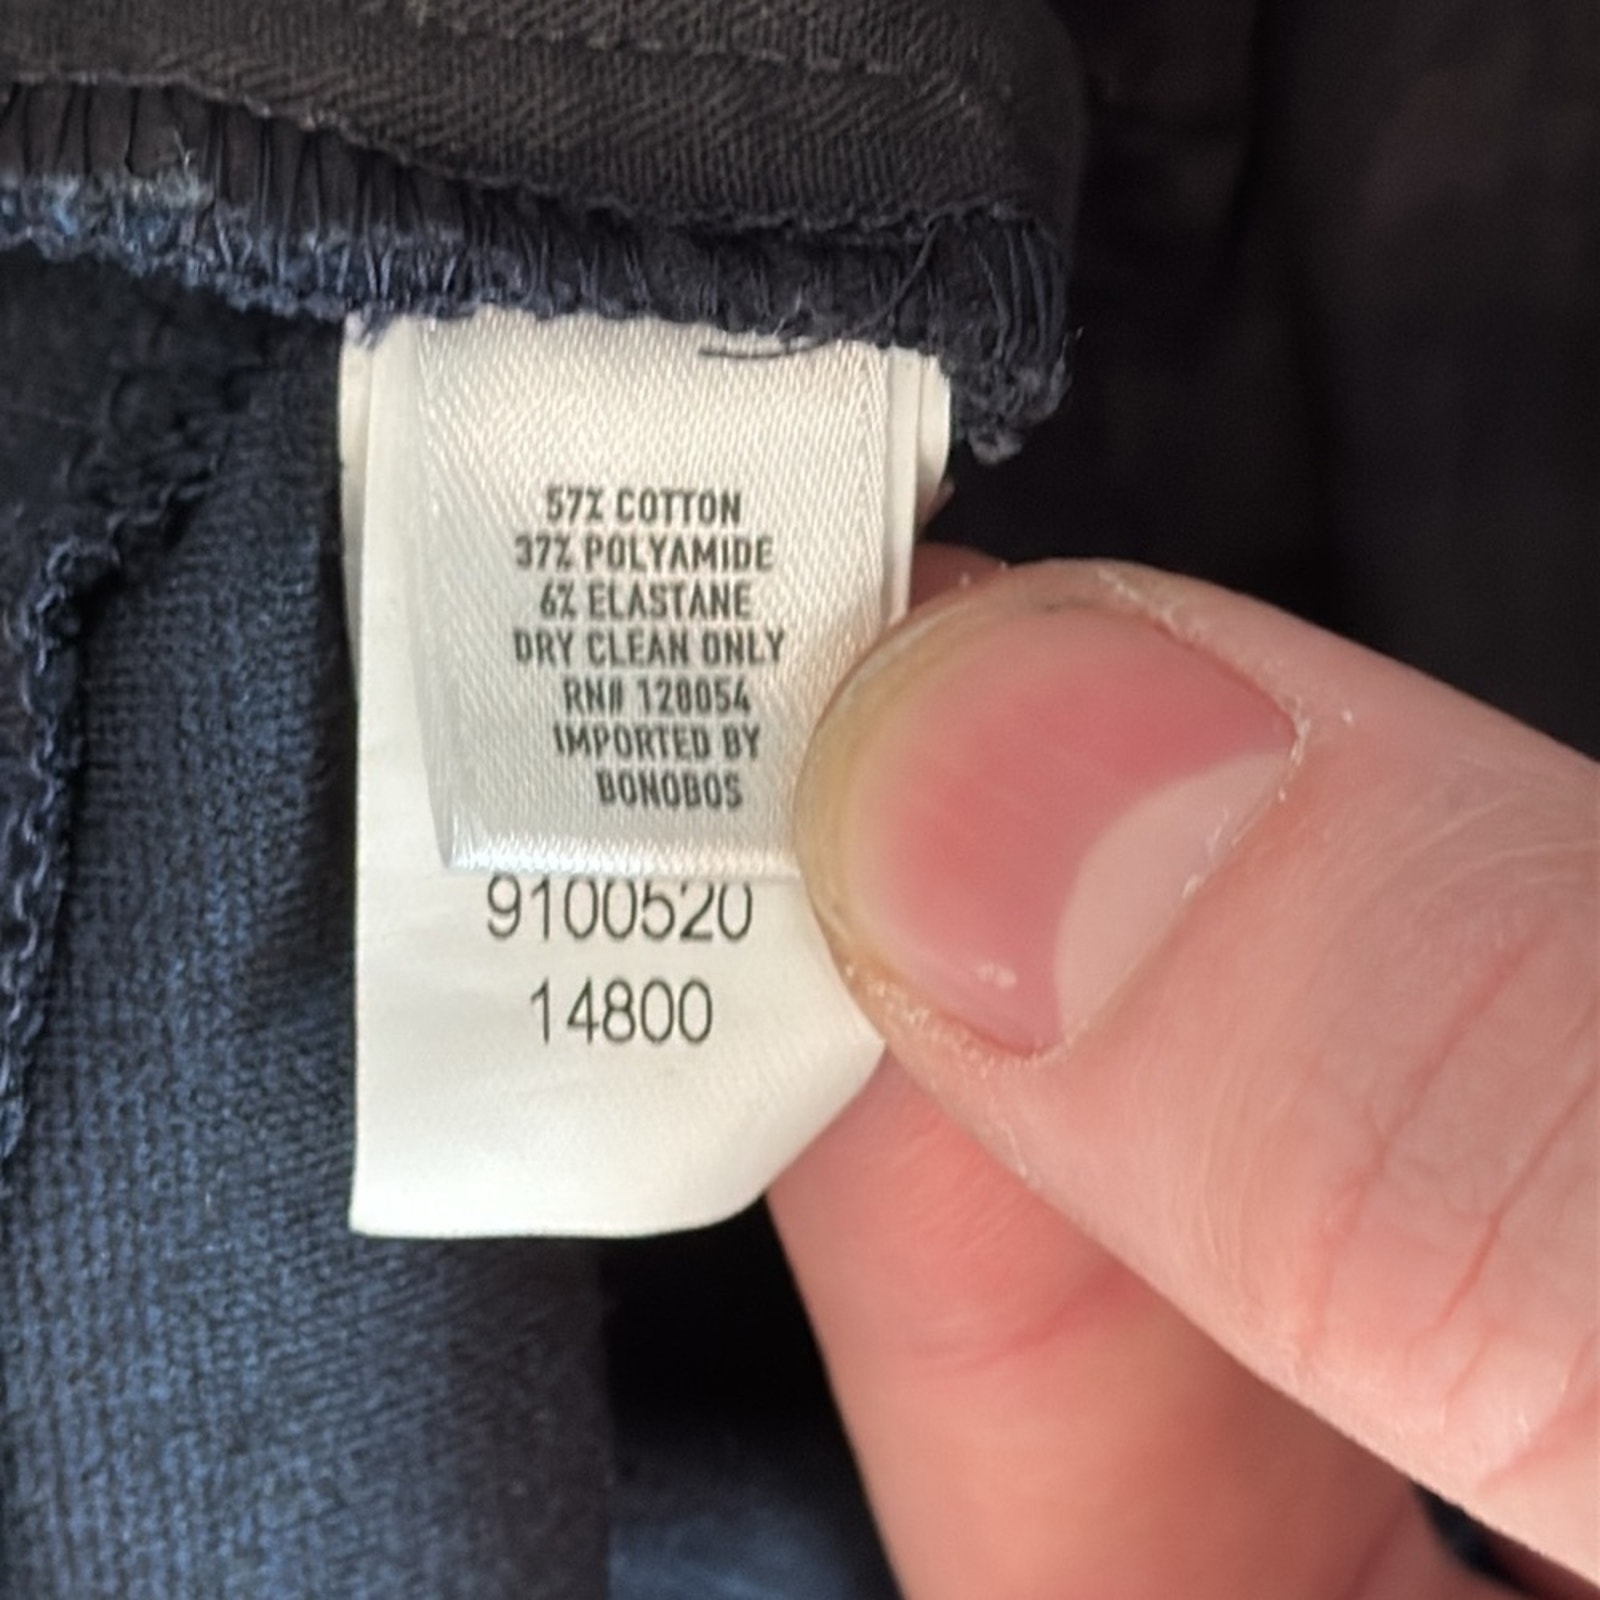 57% COTTON
37% POLYAMIDE
6% ELASTANE
DRY CLEAN ONLY
RN# 128054
IMPORTED BY
BONOBOS
9100520
14800